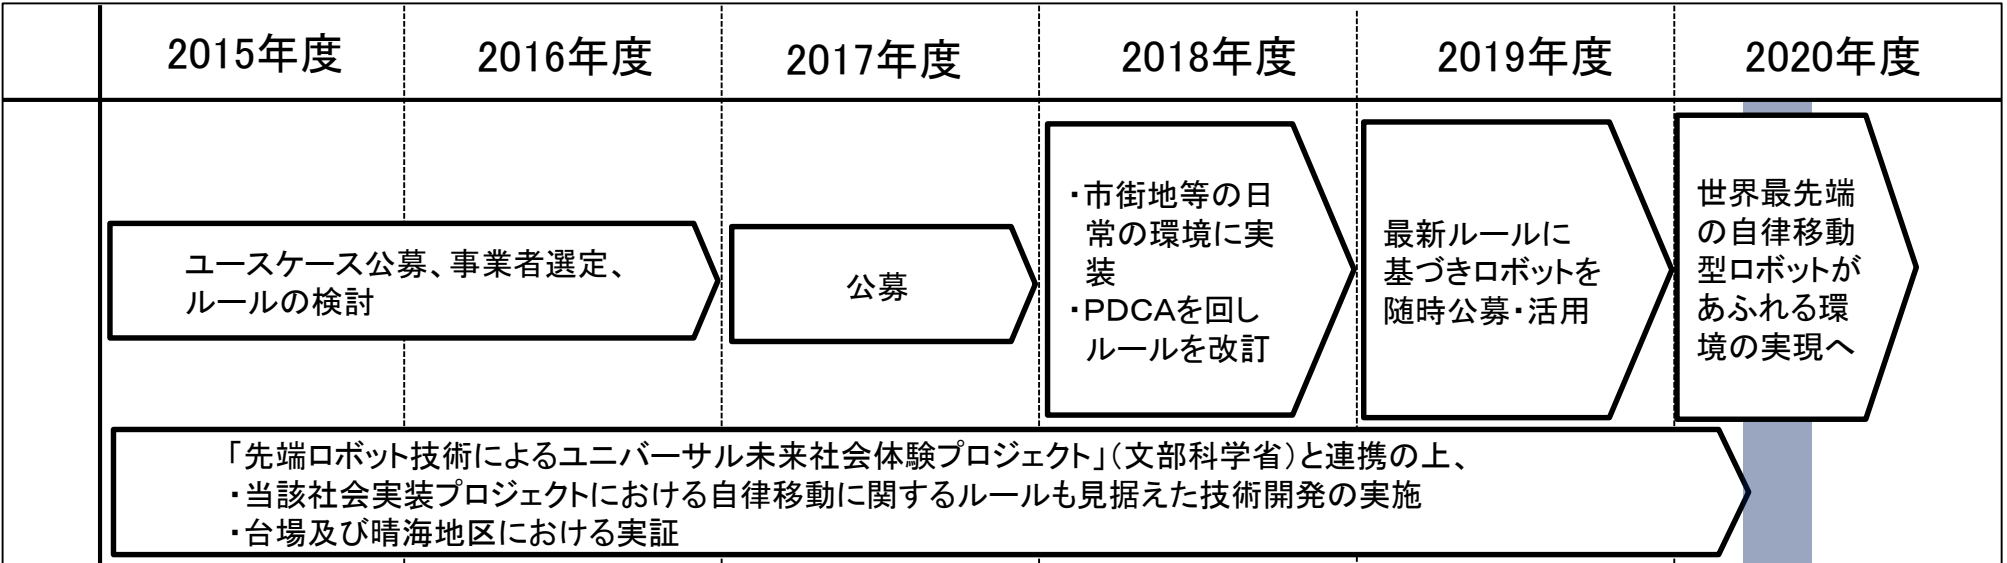 2015年度
2016年度
2017年度
2018年度
2019年度
2020年度
ユースケース公募、事業者選定、
ルールの検討
公募
・市街地等の日
常の環境に実
装
・PDCAを回し
ルールを改訂
最新ルールに
基づきロボットを
随時公募・活用
世界最先端
の自律移動
型ロボットが
あふれる環
境の実現へ
「先端ロボット技術によるユニバーサル未来社会体験プロジェクト」（文部科学省）と連携の上、
・当該社会実装プロジェクトにおける自律移動に関するルールも見据えた技術開発の実施
・台場及び晴海地区における実証